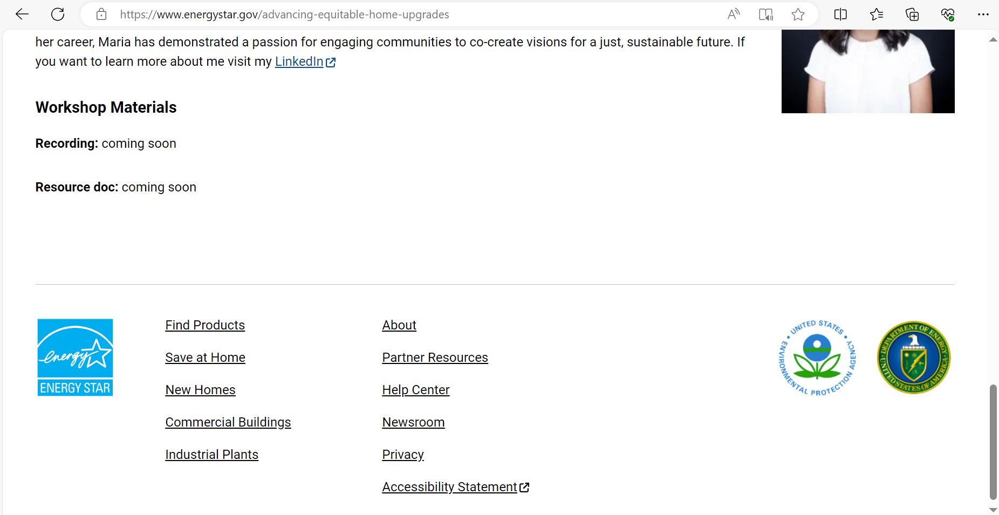 https://www.energystar.gov/advancing-equitable-home-upgrades
her career, Maria has demonstrated a passion for engaging communities to co-create visions for a just, sustainable future. If
you want to learn more about me visit my LinkedIn
Workshop Materials
Recording: coming soon
Resource doc: coming soon
energy
ENERGY STAR
Find Products
Save at Home
New Homes
Commercial Buildings
Industrial Plants
About
Partner Resources
Help Center
Newsroom
Privacy
Accessibility Statement
UNITED STATES
ENVIRONMENTAL PROTECTION AGENCY
DEPARTMENT OF ENERGY
UNITED STATES OF AMERICA